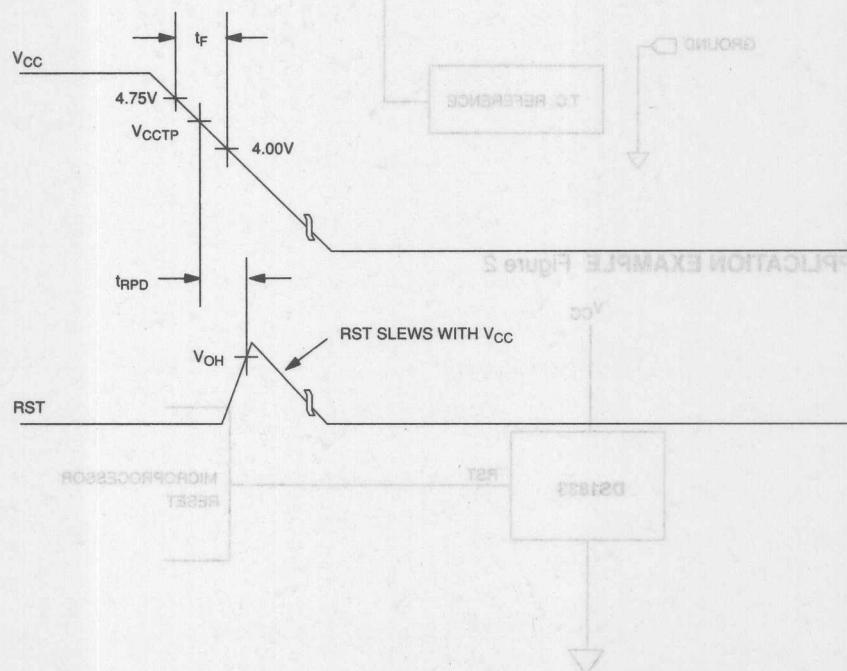 t_F
V_CC
4.75V
V_CCTP
4.00V
t_RPD
V_OH
RST SLEWS WITH V_CC
RST
GROUND
T.C. REFERENCE
PPLICATION EXAMPLE Figure 2
V_CC
MICROPROCESSOR
RESET
RST
DS1833